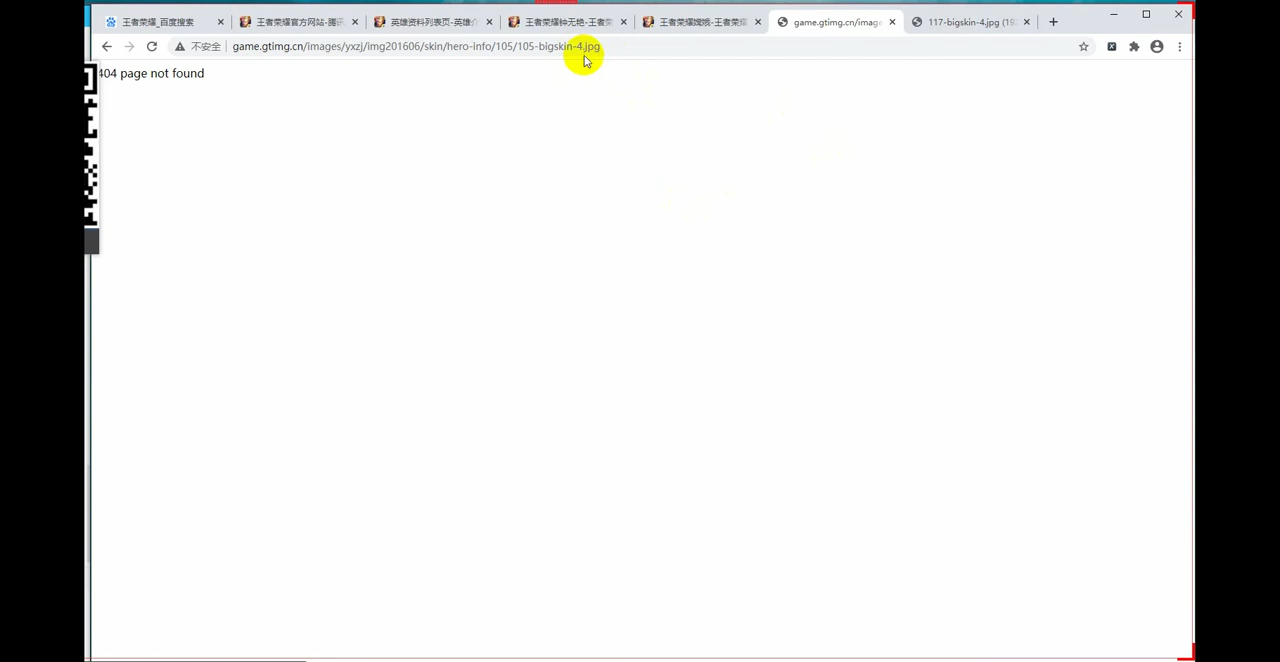 王者荣耀_百度搜索
王者荣耀官方网站-腾讯
英雄资料列表页-英雄介
王者荣耀钟无艳-王者荣
王者荣耀嫦娥-王者荣耀
game.gtimg.cn/image
117-bigskin-4.jpg (19
不安全
game.gtimg.cn/images/yxzj/img201606/skin/hero-info/105/105-bigskin-4.jpg
404 page not found